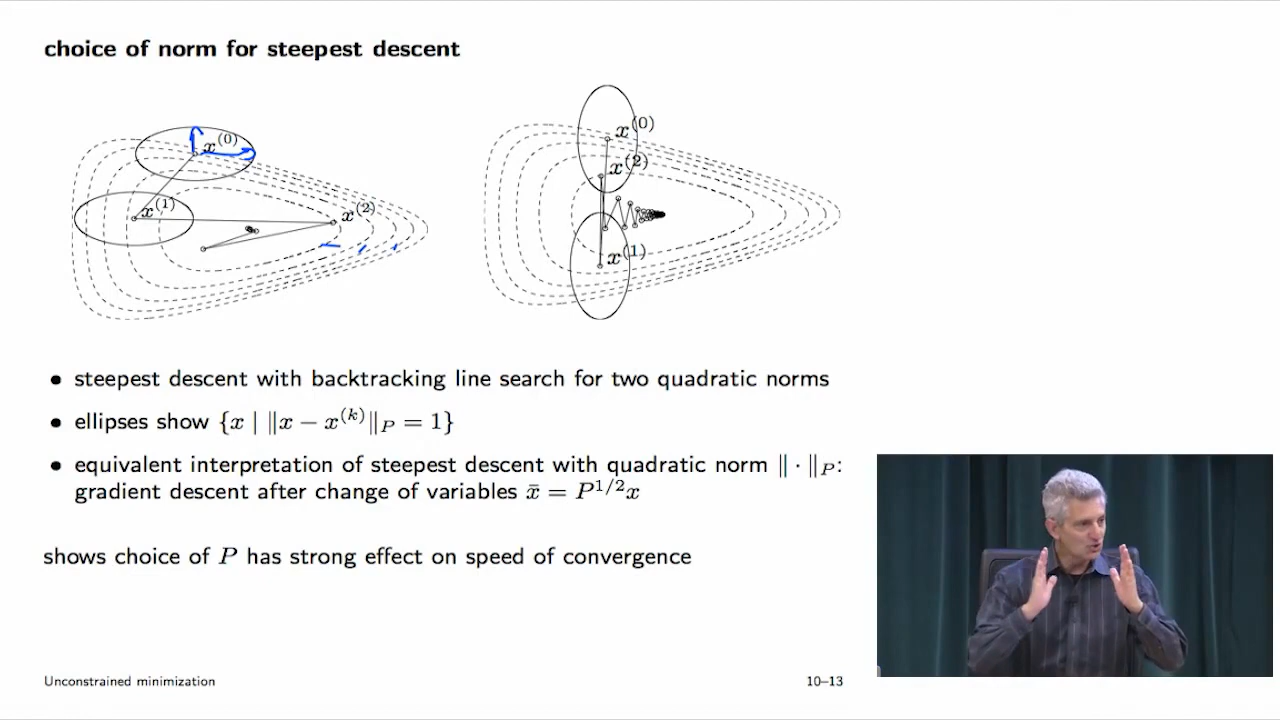 choice of norm for steepest descent
x^(0)
x^(1)
x^(2)
x^(0)
x^(2)
x^(1)
• steepest descent with backtracking line search for two quadratic norms
• ellipses show {x | ‖x − x^(k)‖_P = 1}
• equivalent interpretation of steepest descent with quadratic norm ‖ · ‖_P:
gradient descent after change of variables x̄ = P^1/2 x
shows choice of P has strong effect on speed of convergence
Unconstrained minimization 10–13